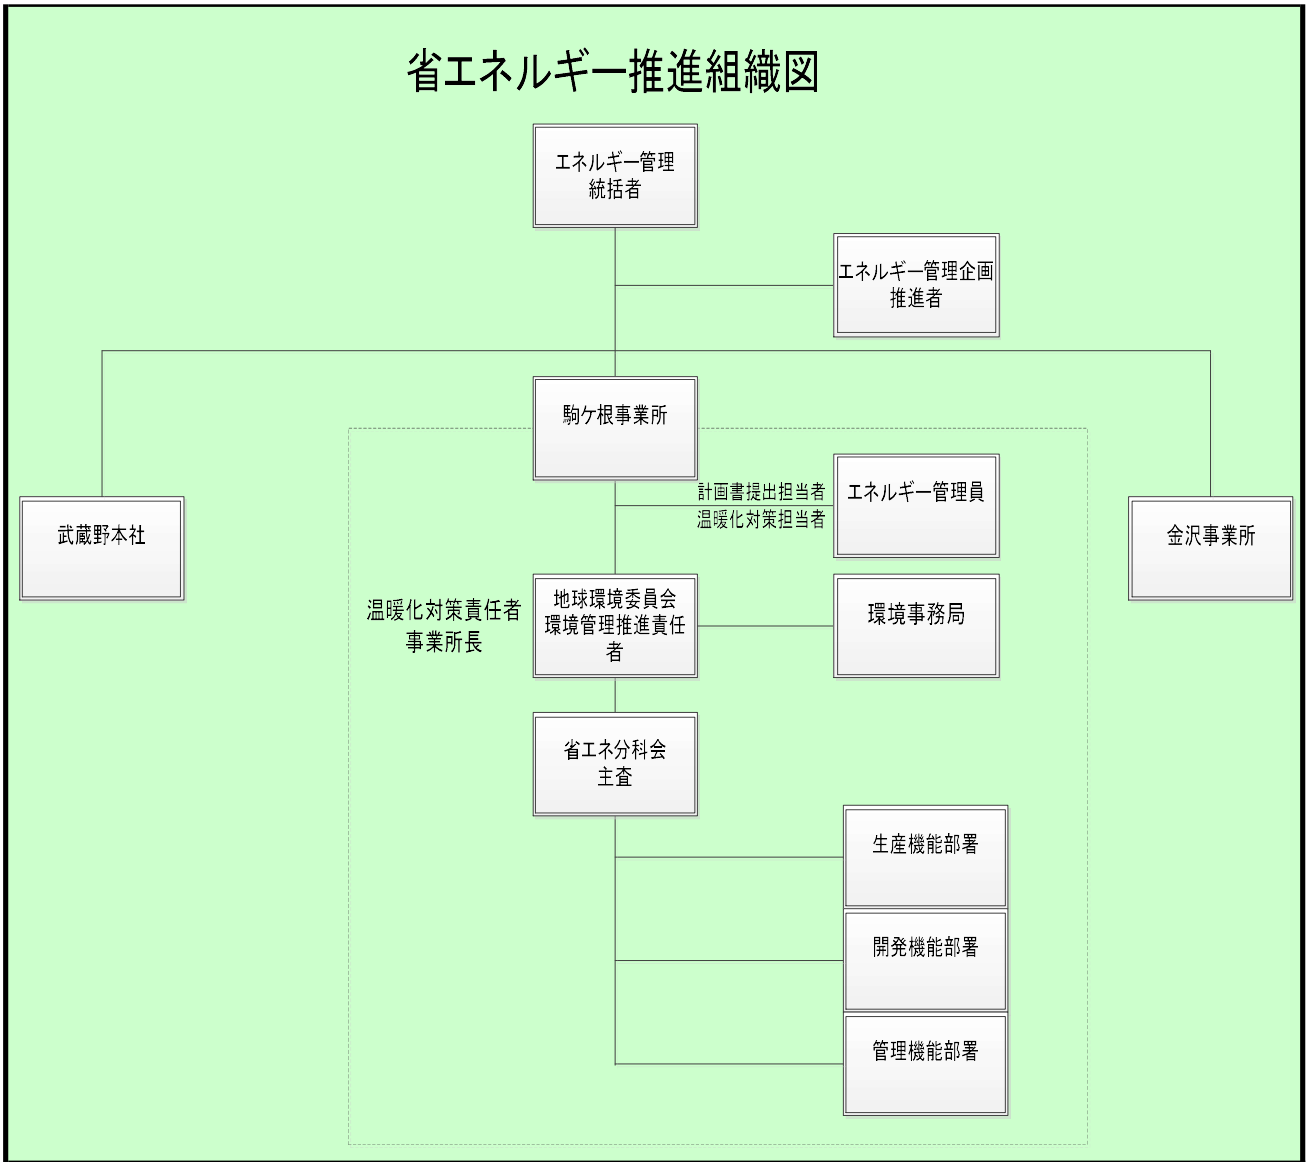 省エネルギー推進組織図
エネルギー管理
統括者
エネルギー管理企画
推進者
駒ケ根事業所
計画書提出担当者
温暖化対策担当者
エネルギー管理員
武蔵野本社
金沢事業所
温暖化対策責任者
事業所長
地球環境委員会
環境管理推進責任
者
環境事務局
省エネ分科会
主査
生産機能部署
開発機能部署
管理機能部署